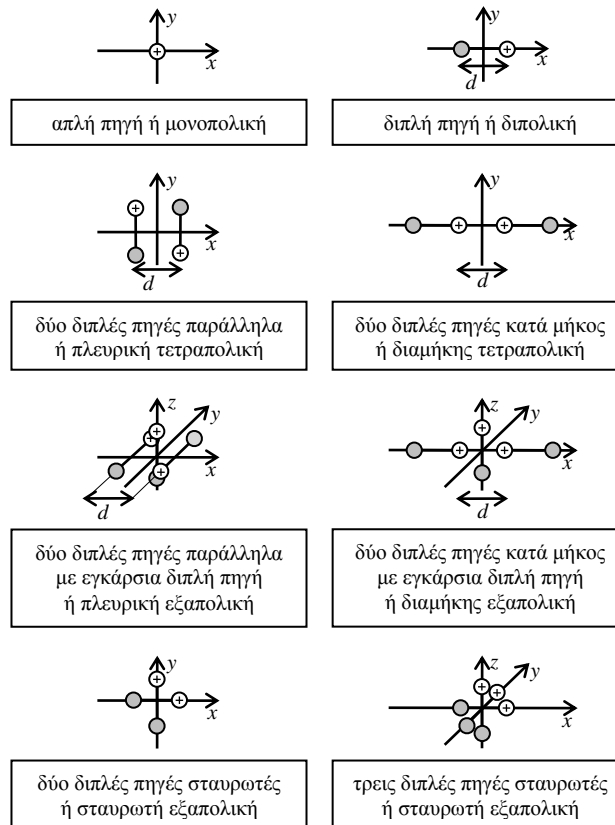 y
x
απλή πηγή ή μονοπολική
y
d
x
διπλή πηγή ή διπολική
y
x
d
δύο διπλές πηγές παράλληλα
ή πλευρική τετραπολική
y
x
d
δύο διπλές πηγές κατά μήκος
ή διαμήκης τετραπολική
z
y
x
d
δύο διπλές πηγές παράλληλα
με εγκάρσια διπλή πηγή
ή πλευρική εξαπολική
z
y
x
d
δύο διπλές πηγές κατά μήκος
με εγκάρσια διπλή πηγή
ή διαμήκης εξαπολική
y
x
δύο διπλές πηγές σταυρωτές
ή σταυρωτή εξαπολική
z
y
x
τρεις διπλές πηγές σταυρωτές
ή σταυρωτή εξαπολική